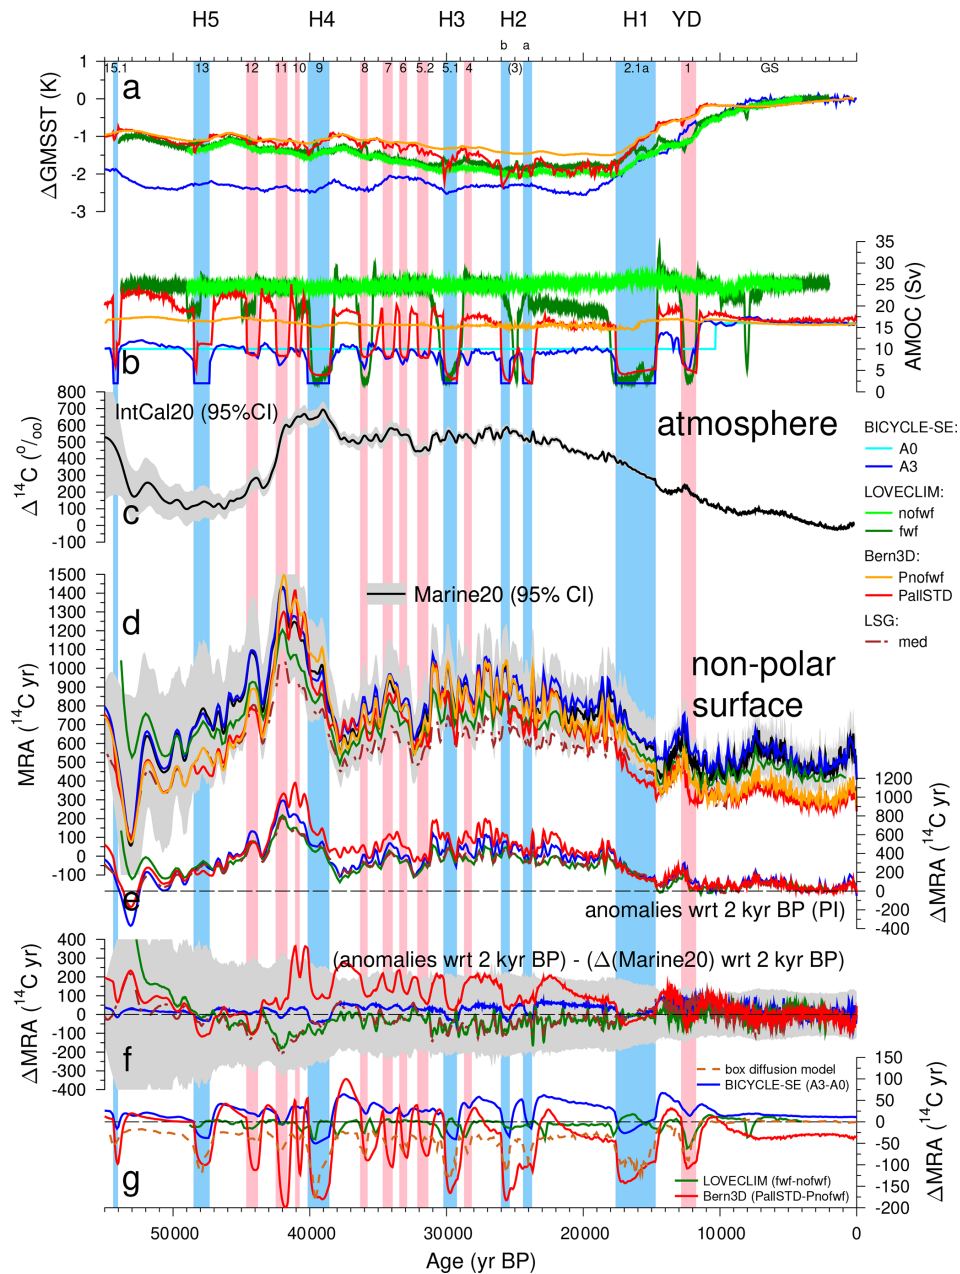 H5 H4 H3 H2 H1 YD
b a
15.1 13 12 11 10 9 8 7 6 5.2 5.1 4 (3) 2.1a 1 GS
a
ΔGMSST (K)
1
0
-1
-2
-3
b
AMOC (Sv)
35
30
25
20
15
10
5
0
IntCal20 (95%CI)
atmosphere
c
Δ¹⁴C (⁰/₀₀)
800
700
600
500
400
300
200
100
0
-100
BICYCLE-SE:
A0
A3
LOVECLIM:
nofwf
fwf
Bern3D:
Pnofwf
PallSTD
LSG:
med
d
Marine20 (95% CI)
non-polar
surface
MRA (¹⁴C yr)
1500
1400
1300
1200
1100
1000
900
800
700
600
500
400
300
200
100
0
-100
e
anomalies wrt 2 kyr BP (PI)
ΔMRA (¹⁴C yr)
1200
1000
800
600
400
200
0
-200
-400
(anomalies wrt 2 kyr BP) - (Δ(Marine20) wrt 2 kyr BP)
f
ΔMRA (¹⁴C yr)
400
300
200
100
0
-100
-200
-300
-400
box diffusion model
BICYCLE-SE (A3-A0)
g
LOVECLIM (fwf-nofwf)
Bern3D (PallSTD-Pnofwf)
ΔMRA (¹⁴C yr)
150
100
50
0
-50
-100
-150
-200
50000 40000 30000 20000 10000 0
Age (yr BP)